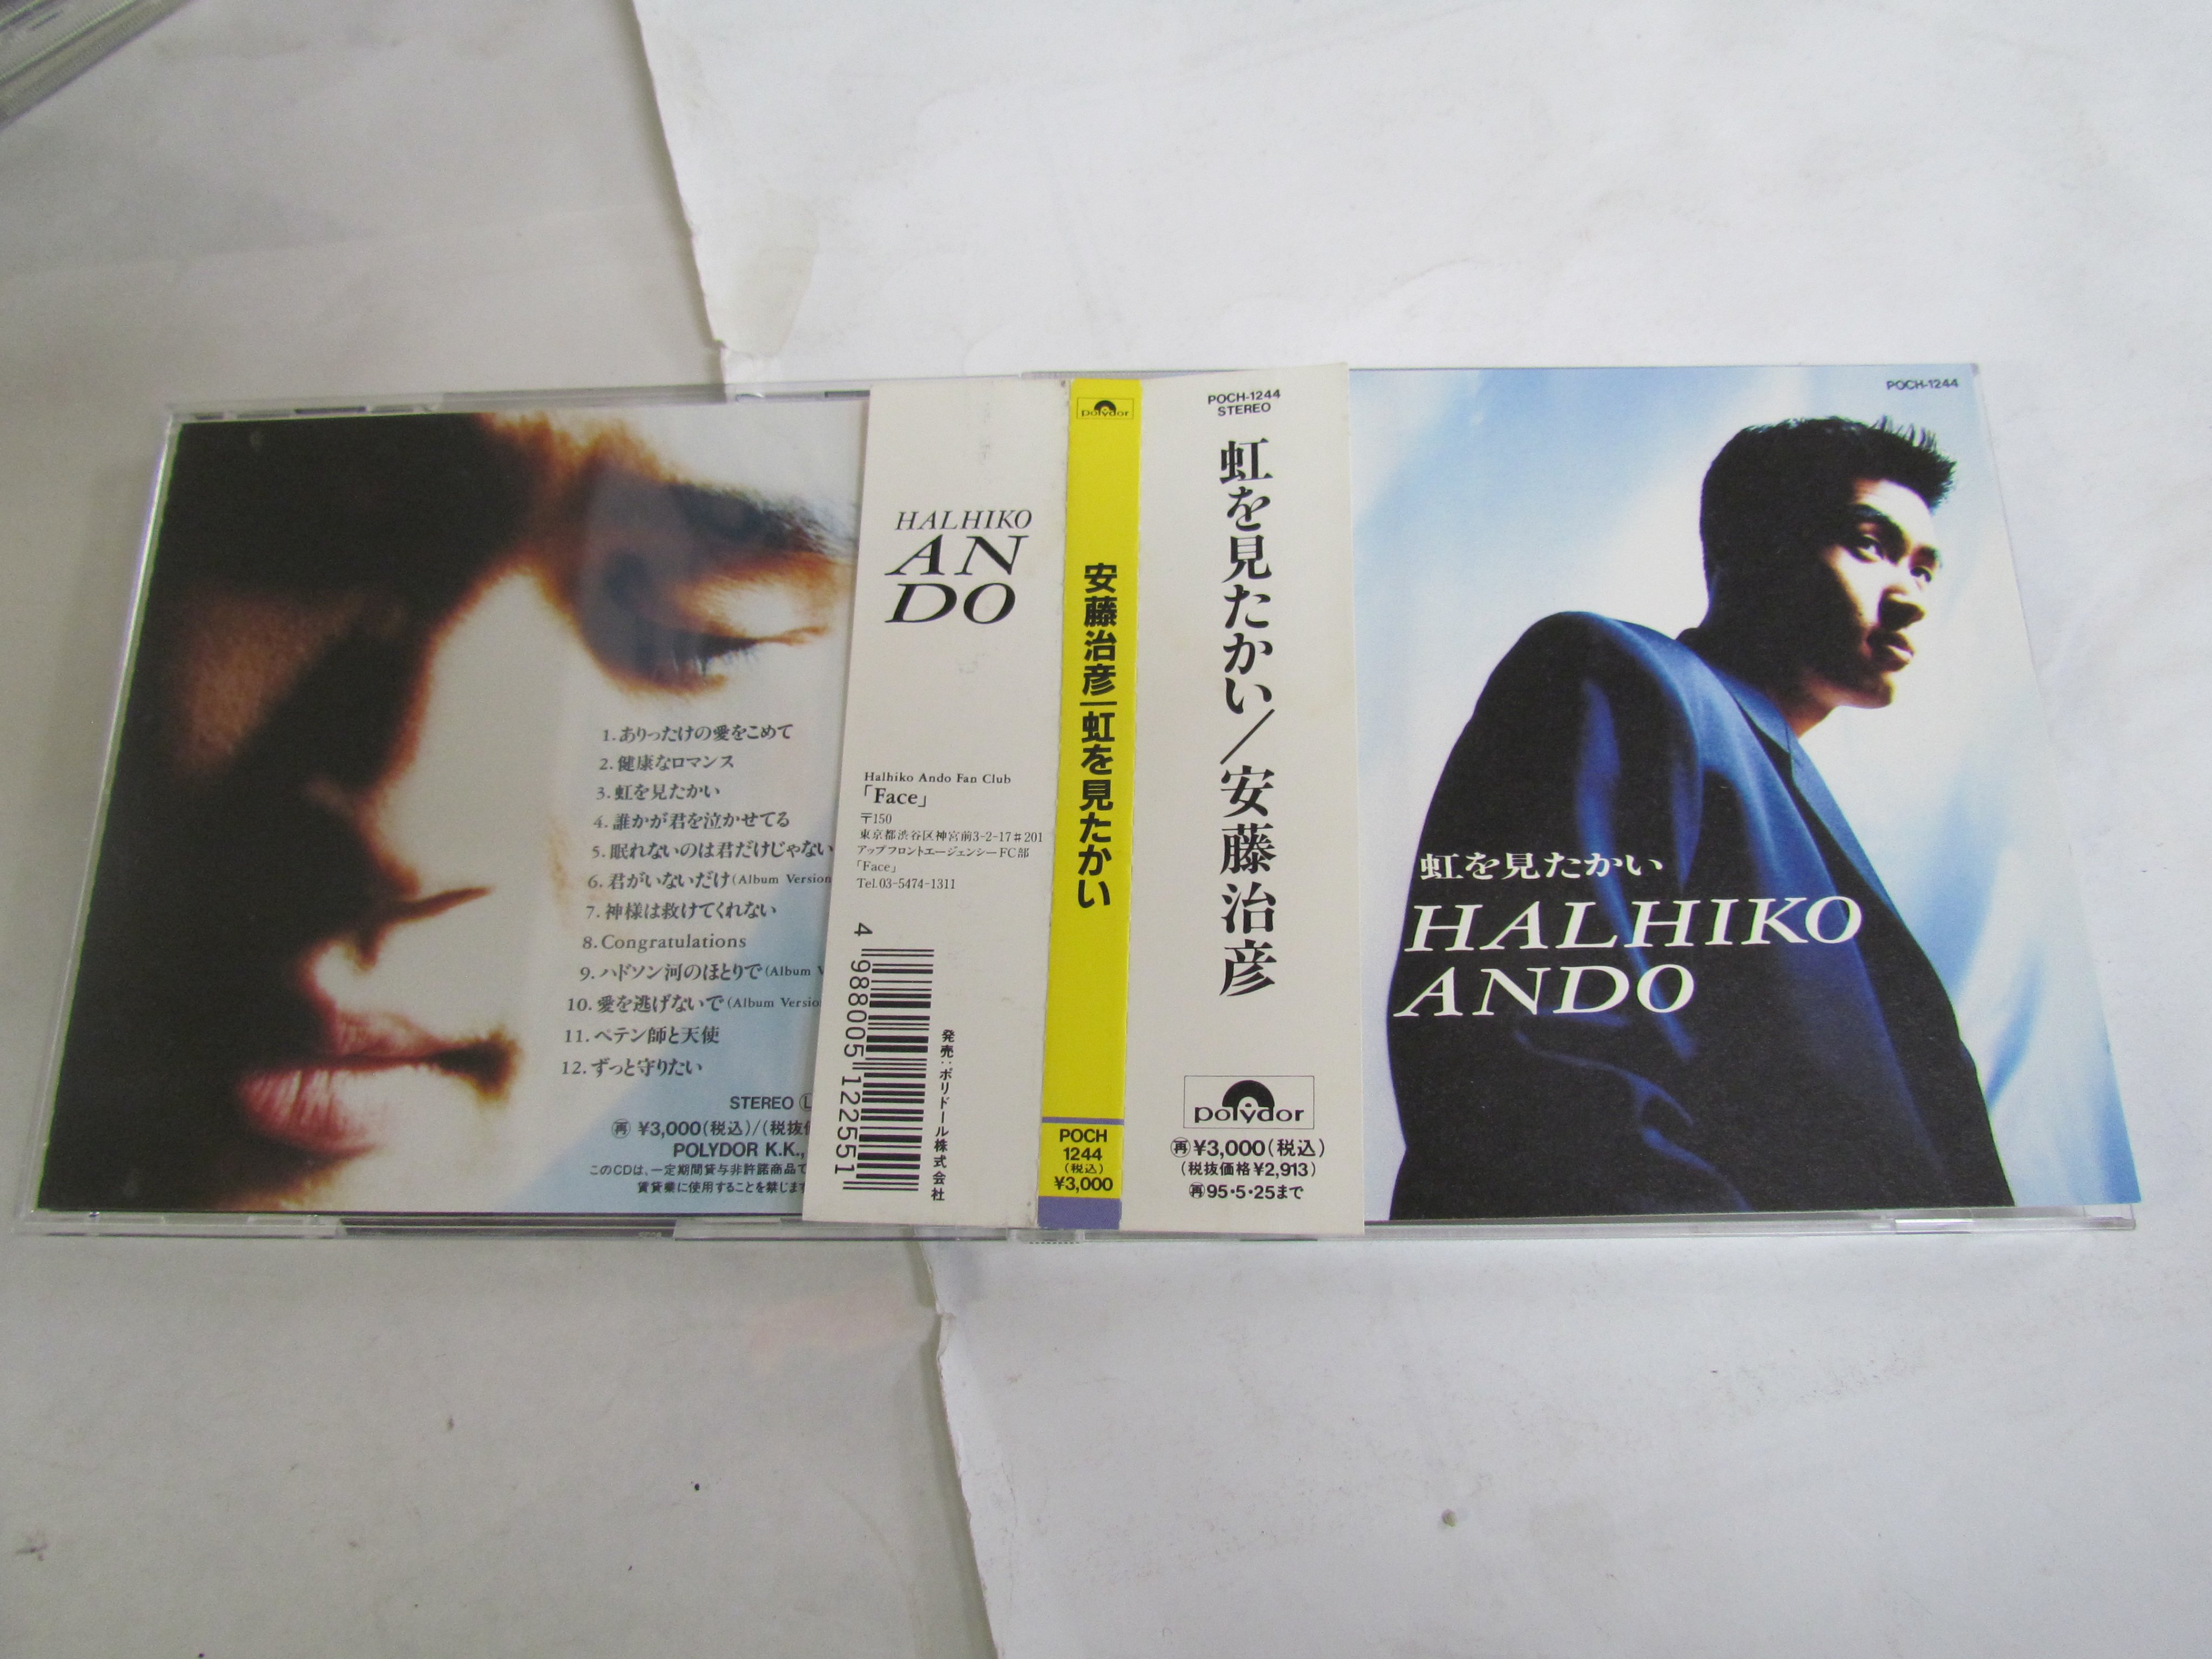 1.ありったけの愛をこめて
2.健康なロマンス
3.虹を見たかい
4.誰かが君を泣かせてる
5.眠れないのは君だけじゃない
6.君がいないだけ(Album Version
7.神様は救けてくれない
8.Congratulations
9.ハドソン河のほとりで(Album V
10.愛を逃げないで(Album Versio
11.ペテン師と天使
12.ずっと守りたい
STEREO
再 ¥3,000(税込)/(税抜
POLYDOR K.K.,
このCDは、一定期間貸与非許諾商品で
賃貸業に使用することを禁じます
HALHIKO
AN
DO
Halhiko Ando Fan Club
「Face」
〒150
東京都渋谷区神宮前3-2-17#201
アップフロントエージェンシーFC部
「Face」
Tel.03-5474-1311
4 988005 122551
発売:ポリドール株式会社
polydor
安藤治彦|虹を見たかい
POCH
1244
(税込)
¥3,000
POCH-1244
STEREO
虹を見たかい/安藤治彦
polydor
再¥3,000(税込)
(税抜価格¥2,913)
再95・5・25まで
POCH-1244
虹を見たかい
HALHIKO
ANDO